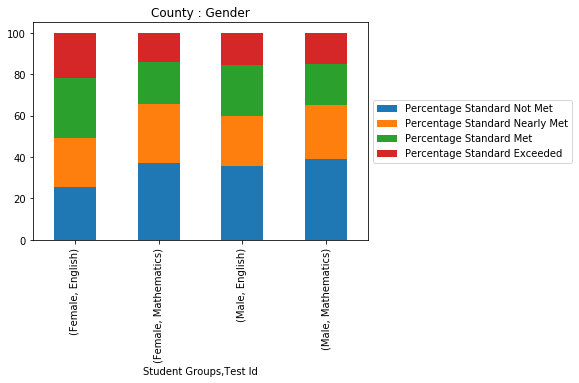 County : Gender
100
80
60
40
20
0
(Female, English)
(Female, Mathematics)
(Male, English)
(Male, Mathematics)
Student Groups,Test Id
Percentage Standard Not Met
Percentage Standard Nearly Met
Percentage Standard Met
Percentage Standard Exceeded